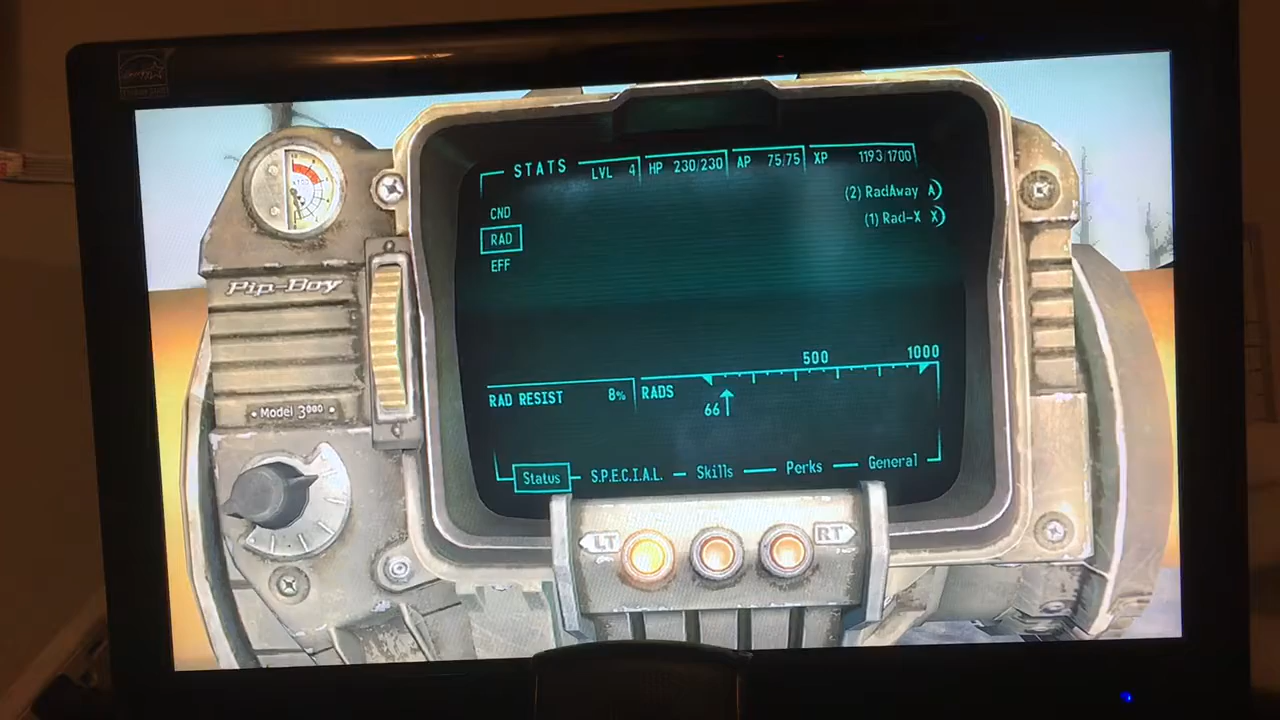 STATS LVL 4 HP 230/230 AP 75/75 XP 1193/1700
CND
RAD
EFF
(2) RadAway A)
(1) Rad-X X)
Pip-Boy
Model 3000
500 1000
RAD RESIST 8% RADS
66
Status S.P.E.C.I.A.L. Skills Perks General
LT RT